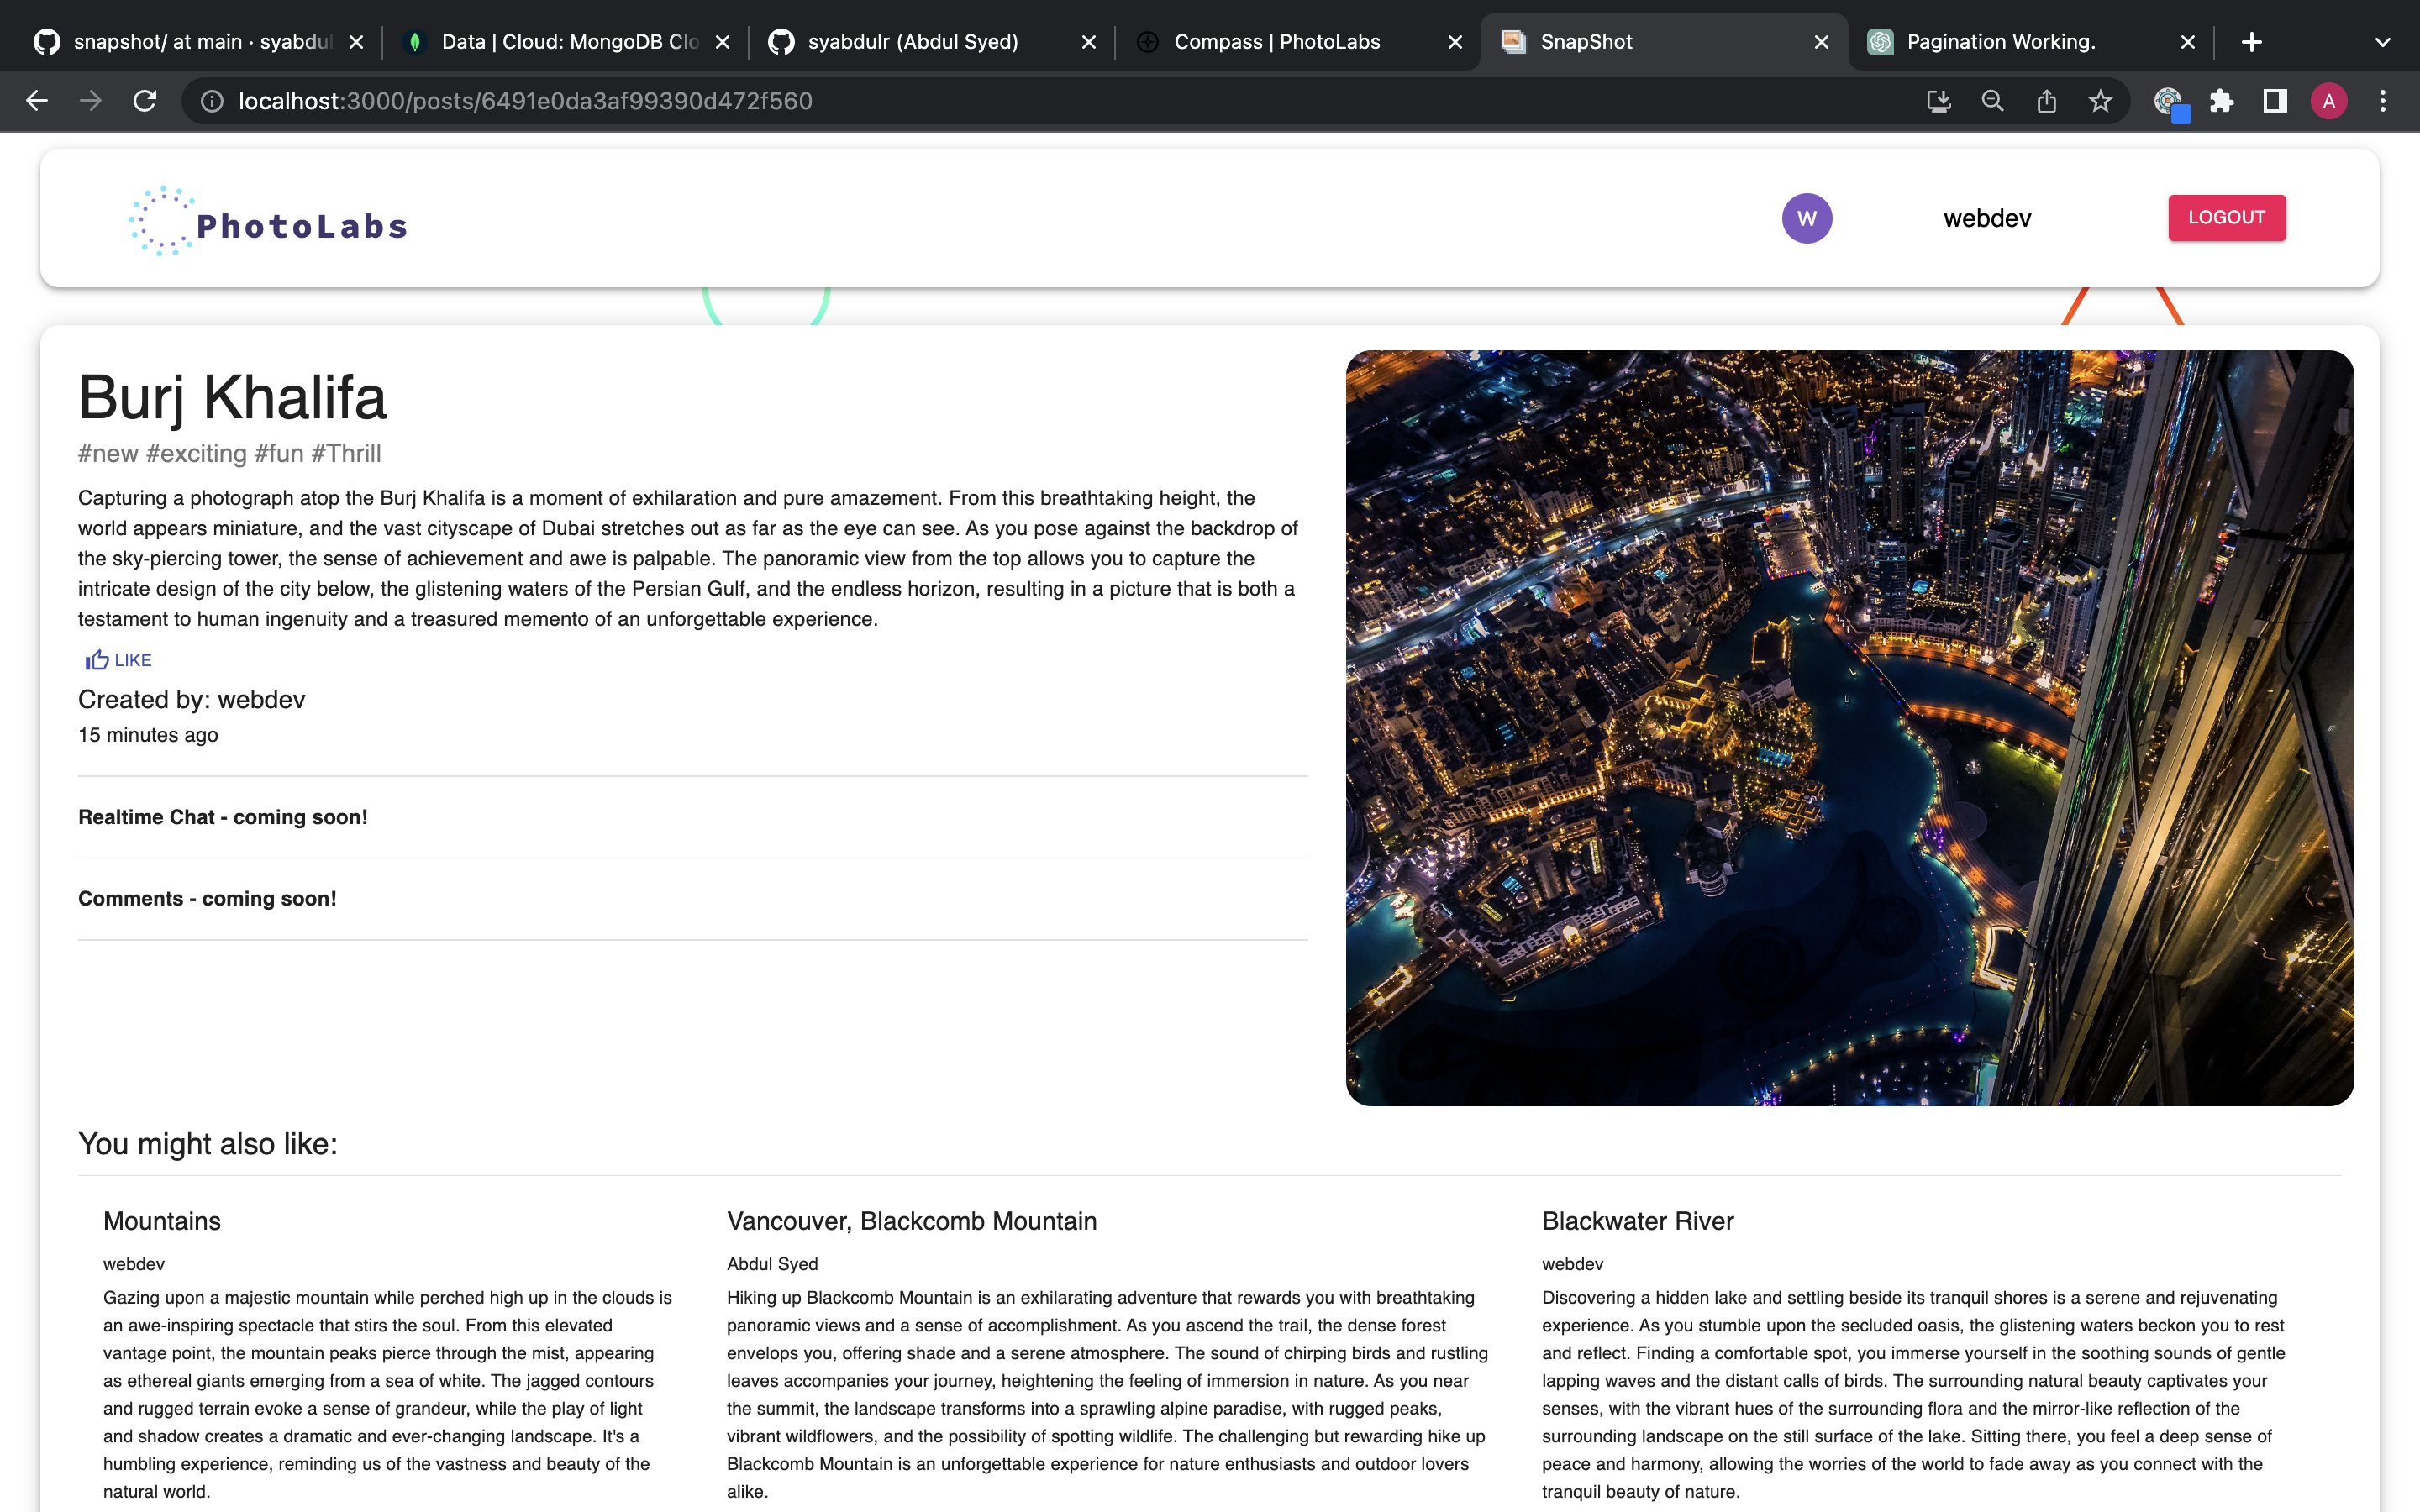 snapshot/ at main · syabdul
Data | Cloud: MongoDB Clo
syabdulr (Abdul Syed)
Compass | PhotoLabs
SnapShot
Pagination Working.
localhost:3000/posts/6491e0da3af99390d472f560
A
PhotoLabs
W
webdev
LOGOUT
Burj Khalifa
#new #exciting #fun #Thrill
Capturing a photograph atop the Burj Khalifa is a moment of exhilaration and pure amazement. From this breathtaking height, the
world appears miniature, and the vast cityscape of Dubai stretches out as far as the eye can see. As you pose against the backdrop of
the sky-piercing tower, the sense of achievement and awe is palpable. The panoramic view from the top allows you to capture the
intricate design of the city below, the glistening waters of the Persian Gulf, and the endless horizon, resulting in a picture that is both a
testament to human ingenuity and a treasured memento of an unforgettable experience.
LIKE
Created by: webdev
15 minutes ago
Realtime Chat - coming soon!
Comments - coming soon!
You might also like:
Mountains
webdev
Gazing upon a majestic mountain while perched high up in the clouds is
an awe-inspiring spectacle that stirs the soul. From this elevated
vantage point, the mountain peaks pierce through the mist, appearing
as ethereal giants emerging from a sea of white. The jagged contours
and rugged terrain evoke a sense of grandeur, while the play of light
and shadow creates a dramatic and ever-changing landscape. It's a
humbling experience, reminding us of the vastness and beauty of the
natural world.
Vancouver, Blackcomb Mountain
Abdul Syed
Hiking up Blackcomb Mountain is an exhilarating adventure that rewards you with breathtaking
panoramic views and a sense of accomplishment. As you ascend the trail, the dense forest
envelops you, offering shade and a serene atmosphere. The sound of chirping birds and rustling
leaves accompanies your journey, heightening the feeling of immersion in nature. As you near
the summit, the landscape transforms into a sprawling alpine paradise, with rugged peaks,
vibrant wildflowers, and the possibility of spotting wildlife. The challenging but rewarding hike up
Blackcomb Mountain is an unforgettable experience for nature enthusiasts and outdoor lovers
alike.
Blackwater River
webdev
Discovering a hidden lake and settling beside its tranquil shores is a serene and rejuvenating
experience. As you stumble upon the secluded oasis, the glistening waters beckon you to rest
and reflect. Finding a comfortable spot, you immerse yourself in the soothing sounds of gentle
lapping waves and the distant calls of birds. The surrounding natural beauty captivates your
senses, with the vibrant hues of the surrounding flora and the mirror-like reflection of the
surrounding landscape on the still surface of the lake. Sitting there, you feel a deep sense of
peace and harmony, allowing the worries of the world to fade away as you connect with the
tranquil beauty of nature.